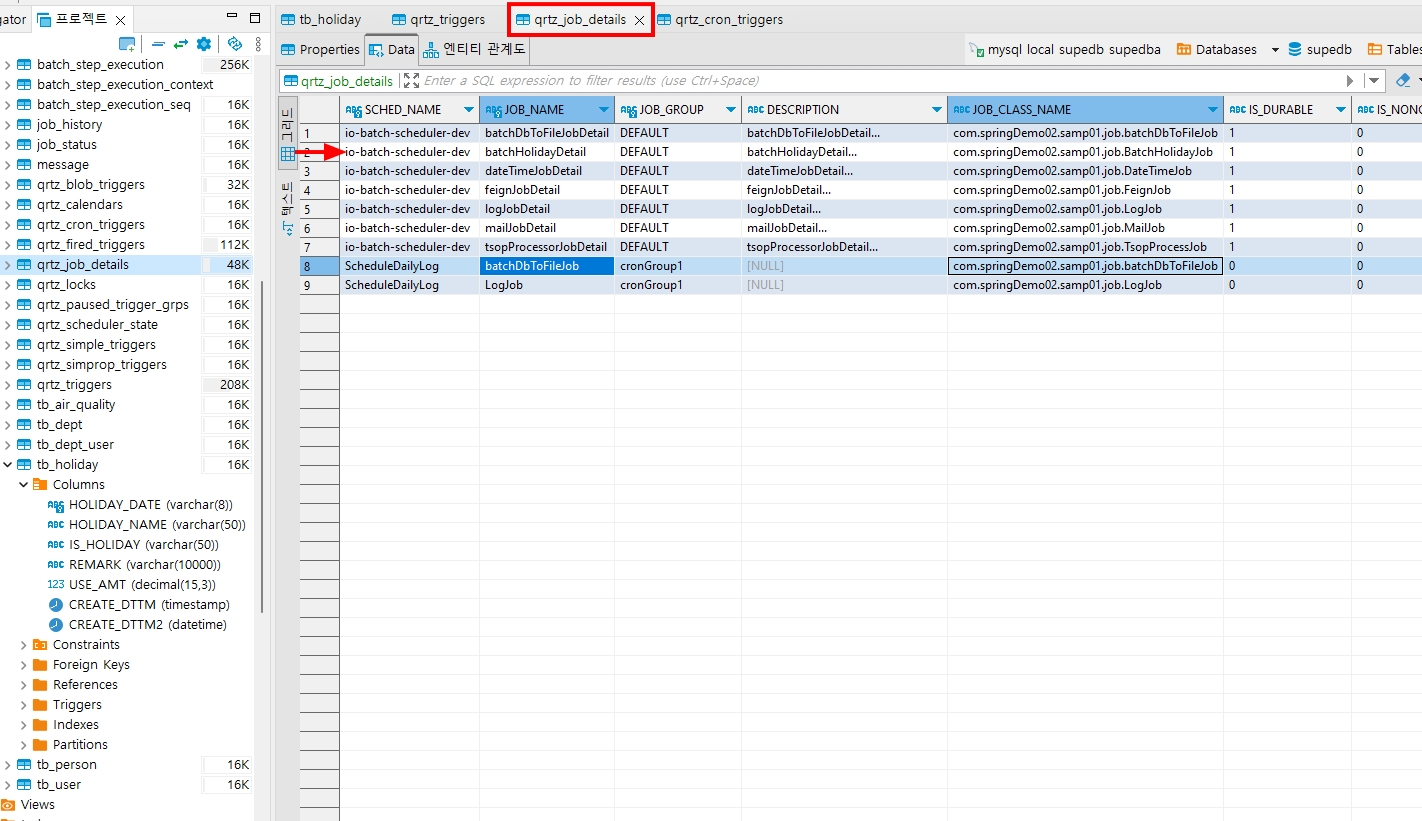 gator 프로젝트
batch_step_execution 256K
batch_step_execution_context
batch_step_execution_seq 16K
job_history 16K
job_status 16K
message 16K
qrtz_blob_triggers 32K
qrtz_calendars 16K
qrtz_cron_triggers 16K
qrtz_fired_triggers 112K
qrtz_job_details 48K
qrtz_locks 16K
qrtz_paused_trigger_grps 16K
qrtz_scheduler_state 16K
qrtz_simple_triggers 16K
qrtz_simprop_triggers 16K
qrtz_triggers 208K
tb_air_quality 16K
tb_dept 16K
tb_dept_user 16K
tb_holiday 16K
Columns
ABC HOLIDAY_DATE (varchar(8))
ABC HOLIDAY_NAME (varchar(50))
ABC IS_HOLIDAY (varchar(50))
ABC REMARK (varchar(10000))
123 USE_AMT (decimal(15,3))
CREATE_DTTM (timestamp)
CREATE_DTTM2 (datetime)
Constraints
Foreign Keys
References
Triggers
Indexes
Partitions
tb_person 16K
tb_user 16K
Views
tb_holiday qrtz_triggers qrtz_job_details qrtz_cron_triggers
Properties Data 엔티티 관계도 mysql local supedb supedba Databases supedb Tables
qrtz_job_details Enter a SQL expression to filter results (use Ctrl+Space)
그리드
텍스트
ABC SCHED_NAME ABC JOB_NAME ABC JOB_GROUP ABC DESCRIPTION ABC JOB_CLASS_NAME ABC IS_DURABLE ABC IS_NONC
1 io-batch-scheduler-dev batchDbToFileJobDetail DEFAULT batchDbToFileJobDetail... com.springDemo02.samp01.job.batchDbToFileJob 1 0
2 io-batch-scheduler-dev batchHolidayDetail DEFAULT batchHolidayDetail... com.springDemo02.samp01.job.BatchHolidayJob 1 0
3 io-batch-scheduler-dev dateTimeJobDetail DEFAULT dateTimeJobDetail... com.springDemo02.samp01.job.DateTimeJob 1 0
4 io-batch-scheduler-dev feignJobDetail DEFAULT feignJobDetail... com.springDemo02.samp01.job.FeignJob 1 0
5 io-batch-scheduler-dev logJobDetail DEFAULT logJobDetail... com.springDemo02.samp01.job.LogJob 1 0
6 io-batch-scheduler-dev mailJobDetail DEFAULT mailJobDetail... com.springDemo02.samp01.job.MailJob 1 0
7 io-batch-scheduler-dev tsopProcessorJobDetail DEFAULT tsopProcessorJobDetail... com.springDemo02.samp01.job.TsopProcessJob 1 0
8 ScheduleDailyLog batchDbToFileJob cronGroup1 [NULL] com.springDemo02.samp01.job.batchDbToFileJob 0 0
9 ScheduleDailyLog LogJob cronGroup1 [NULL] com.springDemo02.samp01.job.LogJob 0 0